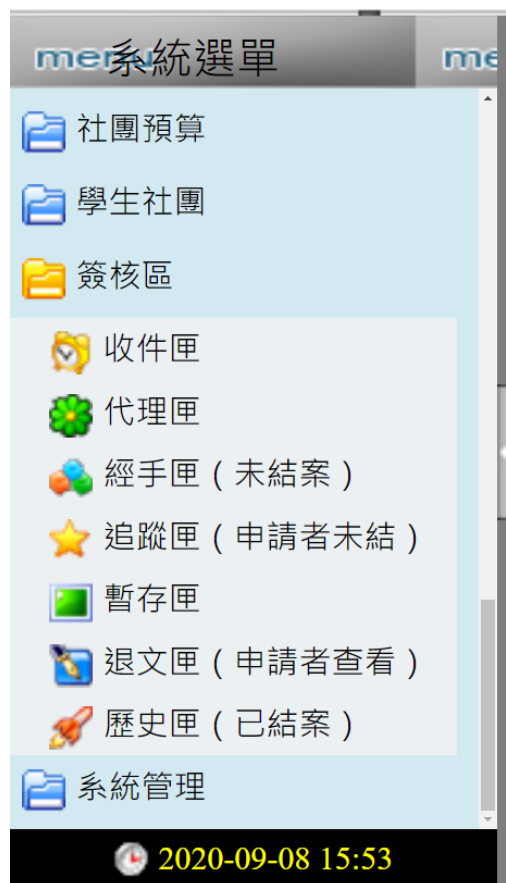 menu系統選單 me
社團預算
學生社團
簽核區
收件匣
代理匣
經手匣(未結案)
追蹤匣(申請者未結)
暫存匣
退文匣(申請者查看)
歷史匣(已結案)
系統管理
2020-09-08 15:53